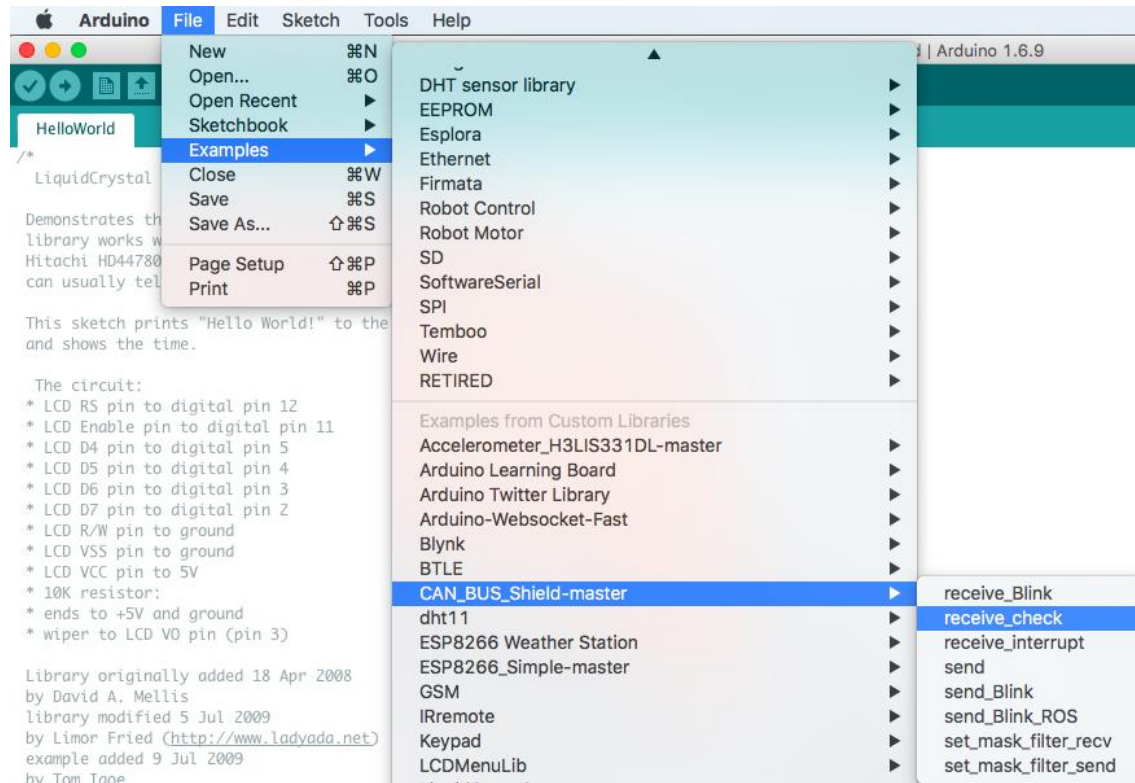 Arduino File Edit Sketch Tools Help
| Arduino 1.6.9
HelloWorld
New ⌘N
Open... ⌘O
Open Recent ▶
Sketchbook ▶
Examples ▶
Close ⌘W
Save ⌘S
Save As... ⇧⌘S
Page Setup ⇧⌘P
Print ⌘P
/*
LiquidCrystal
Demonstrates th
library works w
Hitachi HD44780
can usually tel
This sketch prints "Hello World!" to the
and shows the time.
The circuit:
* LCD RS pin to digital pin 12
* LCD Enable pin to digital pin 11
* LCD D4 pin to digital pin 5
* LCD D5 pin to digital pin 4
* LCD D6 pin to digital pin 3
* LCD D7 pin to digital pin 2
* LCD R/W pin to ground
* LCD VSS pin to ground
* LCD VCC pin to 5V
* 10K resistor:
* ends to +5V and ground
* wiper to LCD VO pin (pin 3)
Library originally added 18 Apr 2008
by David A. Mellis
library modified 5 Jul 2009
by Limor Fried (http://www.ladyada.net)
example added 9 Jul 2009
by Tom Igoe
DHT sensor library ▶
EEPROM ▶
Esplora ▶
Ethernet ▶
Firmata ▶
Robot Control ▶
Robot Motor ▶
SD ▶
SoftwareSerial ▶
SPI ▶
Temboo ▶
Wire ▶
RETIRED ▶
Examples from Custom Libraries
Accelerometer_H3LIS331DL-master ▶
Arduino Learning Board ▶
Arduino Twitter Library ▶
Arduino-Websocket-Fast ▶
Blynk ▶
BTLE ▶
CAN_BUS_Shield-master ▶
dht11 ▶
ESP8266 Weather Station ▶
ESP8266_Simple-master ▶
GSM ▶
IRremote ▶
Keypad ▶
LCDMenuLib ▶
receive_Blink
receive_check
receive_interrupt
send
send_Blink
send_Blink_ROS
set_mask_filter_recv
set_mask_filter_send